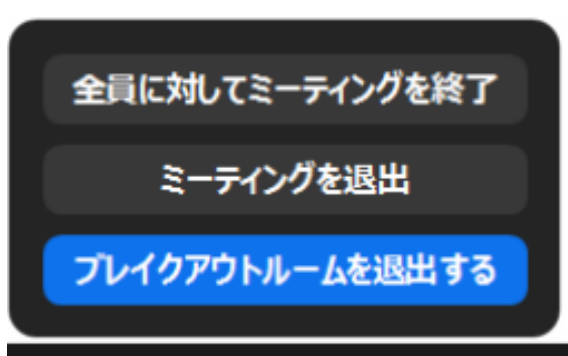 全員に対してミーティングを終了
ミーティングを退出
ブレイクアウトルームを退出する